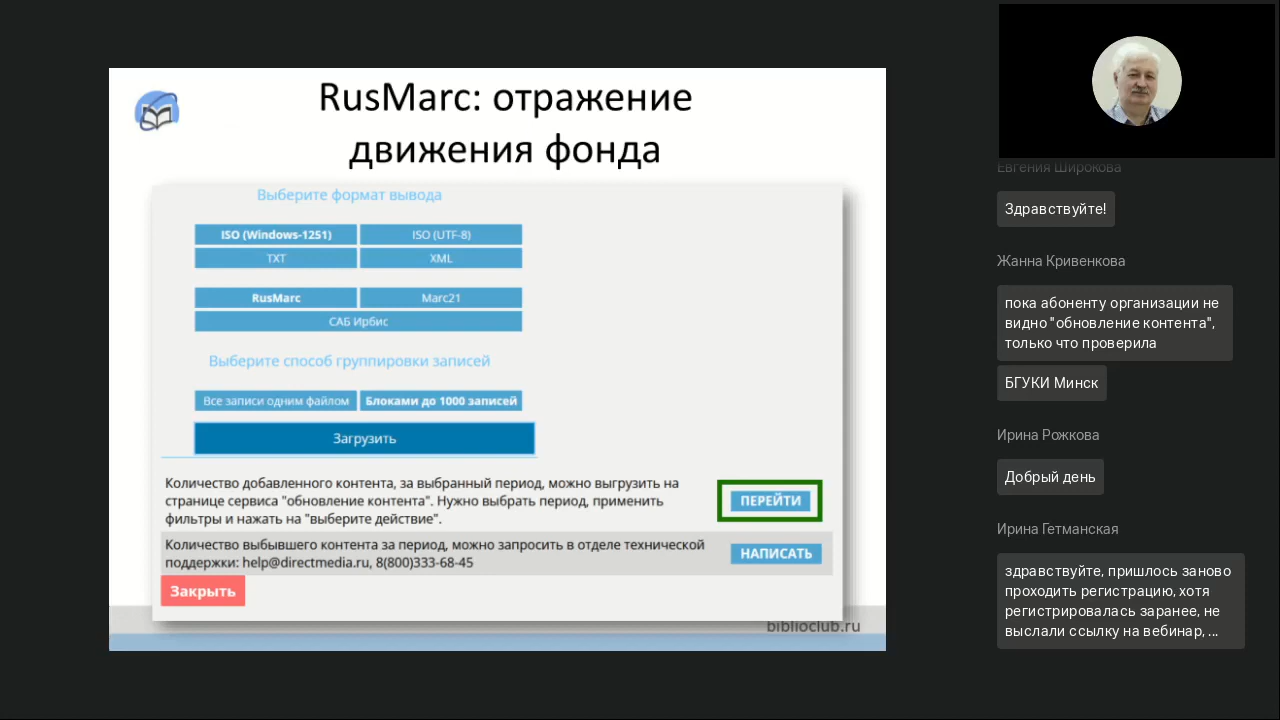 RusMarc: отражение
движения фонда
Выберите формат вывода
ISO (Windows-1251)
ISO (UTF-8)
TXT
XML
RusMarc
Marc21
САБ Ирбис
Выберите способ группировки записей
Все записи одним файлом
Блоками до 1000 записей
Загрузить
Количество добавленного контента, за выбранный период, можно выгрузить на
странице сервиса "обновление контента". Нужно выбрать период, применить
фильтры и нажать на "выберите действие".
ПЕРЕЙТИ
Количество выбывшего контента за период, можно запросить в отделе технической
поддержки: help@directmedia.ru, 8(800)333-68-45
НАПИСАТЬ
Закрыть
biblioclub.ru
Евгения Широкова
Здравствуйте!
Жанна Кривенкова
пока абоненту организации не
видно "обновление контента",
только что проверила
БГУКИ Минск
Ирина Рожкова
Добрый день
Ирина Гетманская
здравствуйте, пришлось заново
проходить регистрацию, хотя
регистрировалась заранее, не
выслали ссылку на вебинар, ...